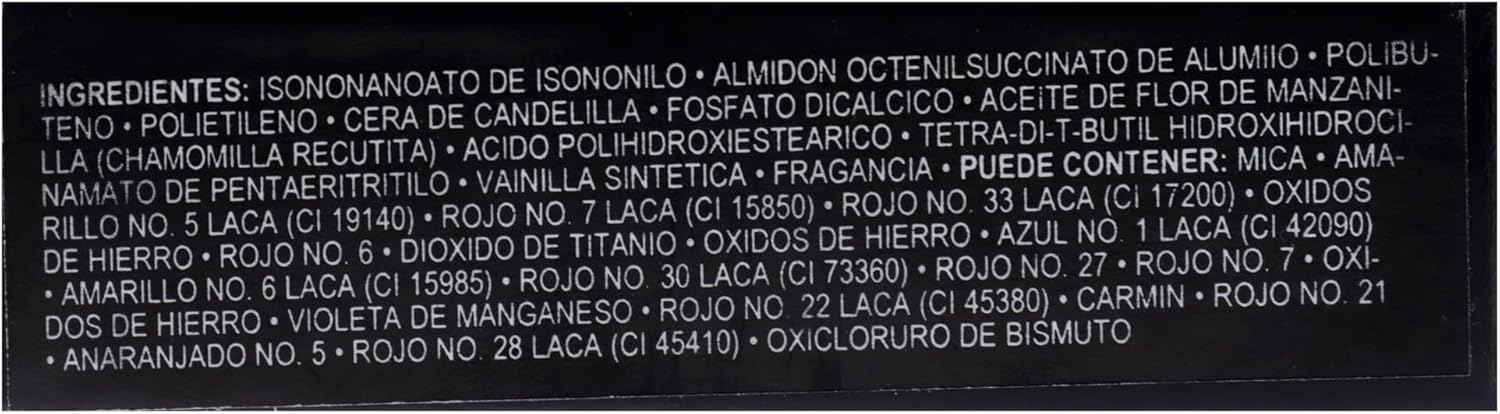 INGREDIENTES: ISONONANOATO DE ISONONILO • ALMIDON OCTENILSUCCINATO DE ALUMIIO • POLIBU-
TENO • POLIETILENO • CERA DE CANDELILLA • FOSFATO DICALCICO • ACEITE DE FLOR DE MANZANI-
LLA (CHAMOMILLA RECUTITA) • ACIDO POLIHIDROXIESTEARICO • TETRA-DI-T-BUTIL HIDROXIHIDROCI-
NAMATO DE PENTAERITRITILO • VAINILLA SINTETICA • FRAGANCIA • PUEDE CONTENER: MICA • AMA-
RILLO NO. 5 LACA (CI 19140) • ROJO NO. 7 LACA (CI 15850) • ROJO NO. 33 LACA (CI 17200) • OXIDOS
DE HIERRO • ROJO NO. 6 • DIOXIDO DE TITANIO • OXIDOS DE HIERRO • AZUL NO. 1 LACA (CI 42090)
• AMARILLO NO. 6 LACA (CI 15985) • ROJO NO. 30 LACA (CI 73360) • ROJO NO. 27 • ROJO NO. 7 • OXI-
DOS DE HIERRO • VIOLETA DE MANGANESO • ROJO NO. 22 LACA (CI 45380) • CARMIN • ROJO NO. 21
• ANARANJADO NO. 5 • ROJO NO. 28 LACA (CI 45410) • OXICLORURO DE BISMUTO